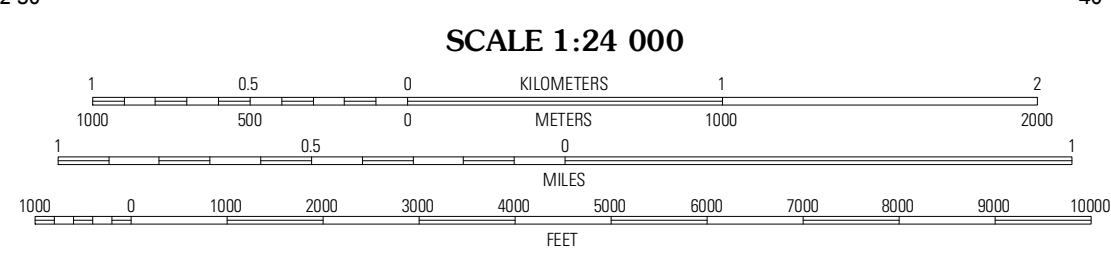 SCALE 1:24 000
1 0.5 0 KILOMETERS 1 2
1000 500 0 METERS 1000 2000
1 0.5 0 1
MILES
1000 0 1000 2000 3000 4000 5000 6000 7000 8000 9000 10000
FEET